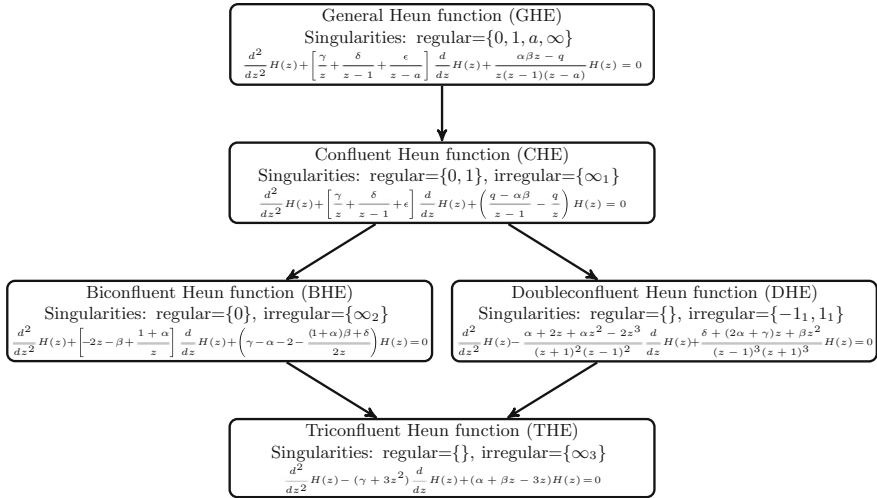 General Heun function (GHE)
Singularities: regular={0, 1, a, ∞}
d²/dz² H(z)+[γ/z + δ/(z−1) + ϵ/(z−a)] d/dz H(z)+ (αβz−q)/(z(z−1)(z−a)) H(z) = 0
Confluent Heun function (CHE)
Singularities: regular={0, 1}, irregular={∞₁}
d²/dz² H(z)+[γ/z + δ/(z−1) +ϵ] d/dz H(z)+((q−αβ)/(z−1) − q/z) H(z) = 0
Biconfluent Heun function (BHE)
Singularities: regular={0}, irregular={∞₂}
d²/dz² H(z)+[−2z−β+ (1+α)/z] d/dz H(z)+(γ−α−2− ((1+α)β+δ)/2z)H(z)=0
Doubleconfluent Heun function (DHE)
Singularities: regular={}, irregular={−1₁, 1₁}
d²/dz² H(z)− (α+2z+αz²−2z³)/((z+1)²(z−1)²) d/dz H(z)+ (δ+(2α+γ)z+βz²)/((z−1)³(z+1)³) H(z)=0
Triconfluent Heun function (THE)
Singularities: regular={}, irregular={∞₃}
d²/dz² H(z)−(γ+3z²) d/dz H(z)+(α+βz−3z)H(z)=0